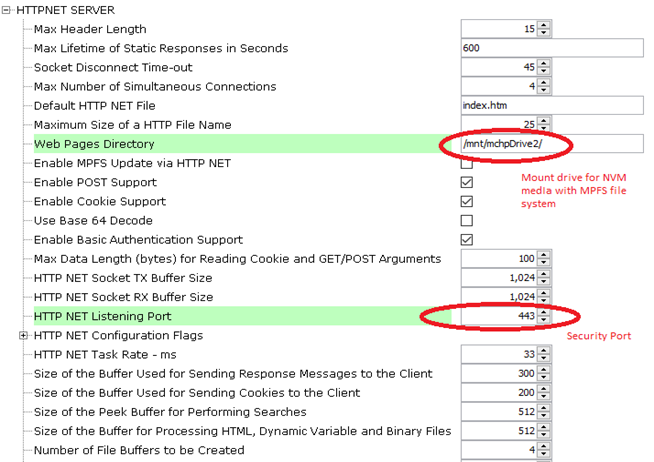 HTTPNET SERVER
Max Header Length 15
Max Lifetime of Static Responses in Seconds 600
Socket Disconnect Time-out 45
Max Number of Simultaneous Connections 4
Default HTTP NET File index.htm
Maximum Size of a HTTP File Name 25
Web Pages Directory /mnt/mchpDrive2/
Enable MPFS Update via HTTP NET
Mount drive for NVM
Enable POST Support
media with MPFS file
Enable Cookie Support
system
Use Base 64 Decode
Enable Basic Authentication Support
Max Data Length (bytes) for Reading Cookie and GET/POST Arguments 100
HTTP NET Socket TX Buffer Size 1,024
HTTP NET Socket RX Buffer Size 1,024
HTTP NET Listening Port 443
HTTP NET Configuration Flags
Security Port
HTTP NET Task Rate - ms 33
Size of the Buffer Used for Sending Response Messages to the Client 300
Size of the Buffer Used for Sending Cookies to the Client 200
Size of the Peek Buffer for Performing Searches 512
Size of the Buffer for Processing HTML, Dynamic Variable and Binary Files 512
Number of File Buffers to be Created 4